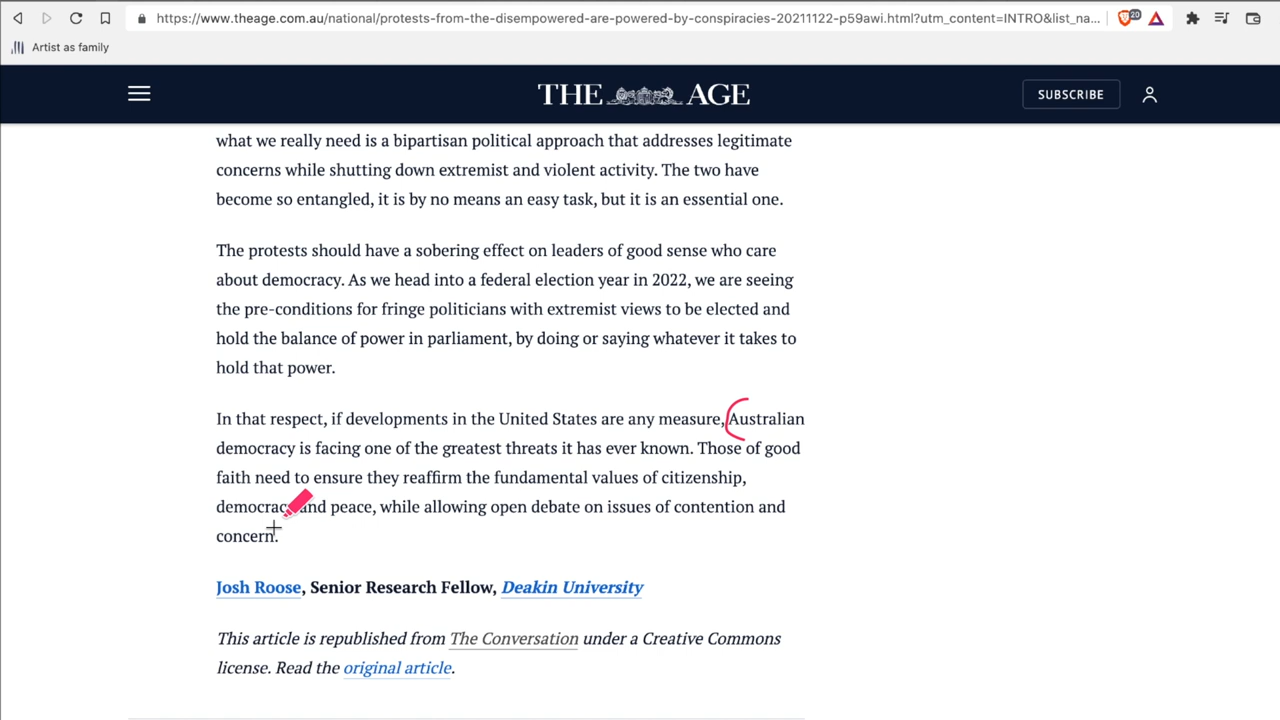 https://www.theage.com.au/national/protests-from-the-disempowered-are-powered-by-conspiracies-20211122-p59awi.html?utm_content=INTRO&list_na...
20
Artist as family
THE AGE
SUBSCRIBE
what we really need is a bipartisan political approach that addresses legitimate
concerns while shutting down extremist and violent activity. The two have
become so entangled, it is by no means an easy task, but it is an essential one.
The protests should have a sobering effect on leaders of good sense who care
about democracy. As we head into a federal election year in 2022, we are seeing
the pre-conditions for fringe politicians with extremist views to be elected and
hold the balance of power in parliament, by doing or saying whatever it takes to
hold that power.
In that respect, if developments in the United States are any measure, Australian
democracy is facing one of the greatest threats it has ever known. Those of good
faith need to ensure they reaffirm the fundamental values of citizenship,
democracy and peace, while allowing open debate on issues of contention and
concern.
Josh Roose, Senior Research Fellow, Deakin University
This article is republished from The Conversation under a Creative Commons
license. Read the original article.